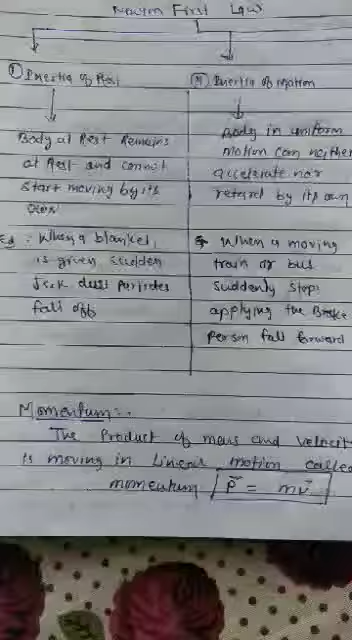 Newton First Law
① Inertia of Rest
Body at Rest Remains
at Rest and cannot
start moving by its
own
Eg: When a blanket
is given sudden
Jerk dust Particles
fall off
(ii) Inertia of Motion
Body in uniform
motion can neither
accelerate nor
retard by its own
When a moving
train or bus
suddenly stops
applying the Brake
Person fall forward
Momentum:-
The Product of mass and velocity
is moving in Linear motion called
momentum P⃗ = mv⃗